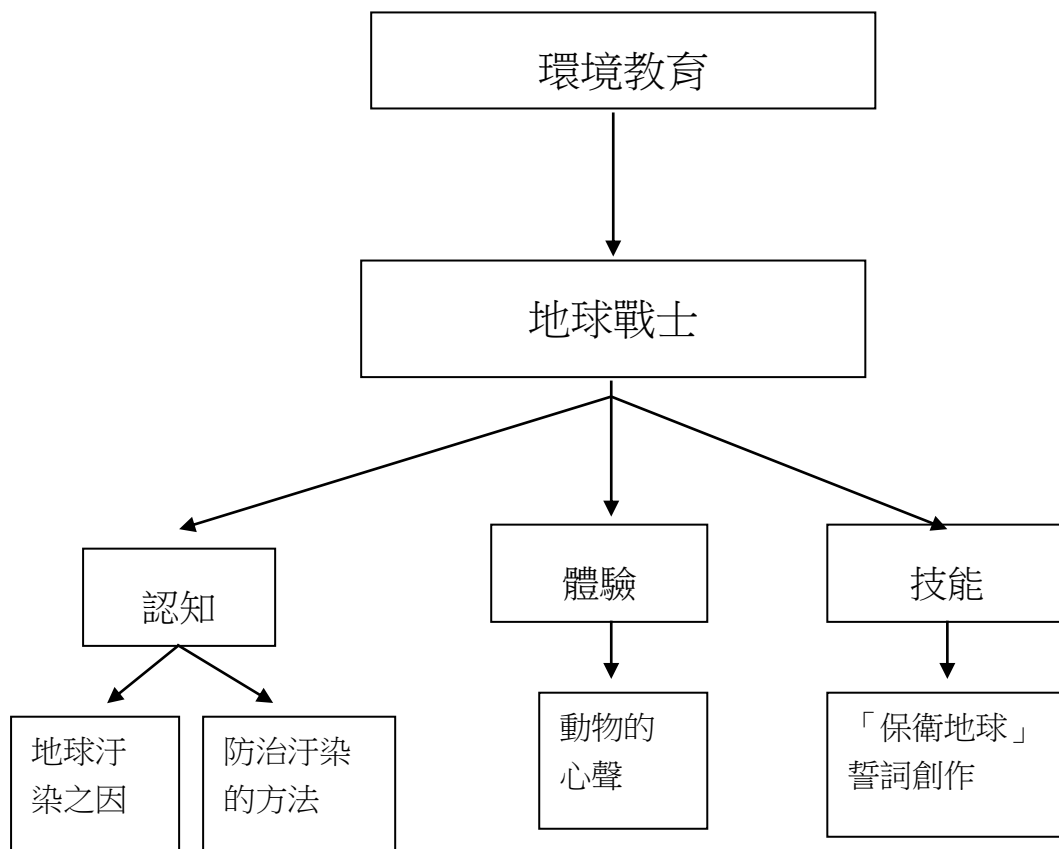 環境教育
地球戰士
認知
體驗
技能
地球汙
染之因
防治汙染
的方法
動物的
心聲
「保衛地球」
誓詞創作